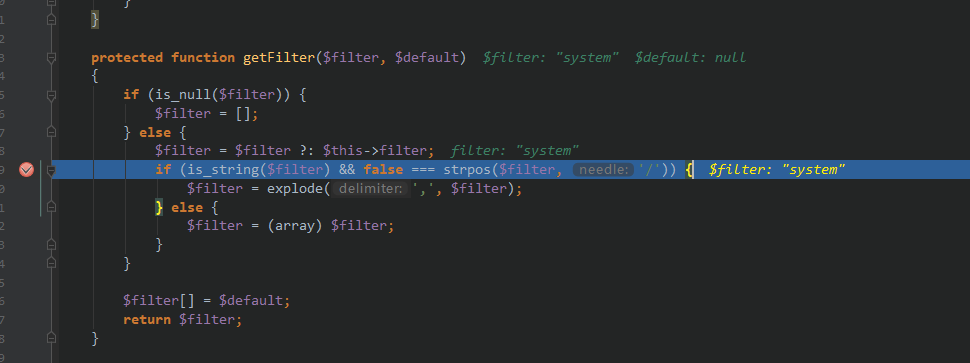 }
}
protected function getFilter($filter, $default)  $filter: "system"  $default: null
{
if (is_null($filter)) {
$filter = [];
} else {
$filter = $filter ?: $this->filter;  filter: "system"
if (is_string($filter) && false === strpos($filter, needle: '/')) {  $filter: "system"
$filter = explode( delimiter: ',', $filter);
} else {
$filter = (array) $filter;
}
}
$filter[] = $default;
return $filter;
}